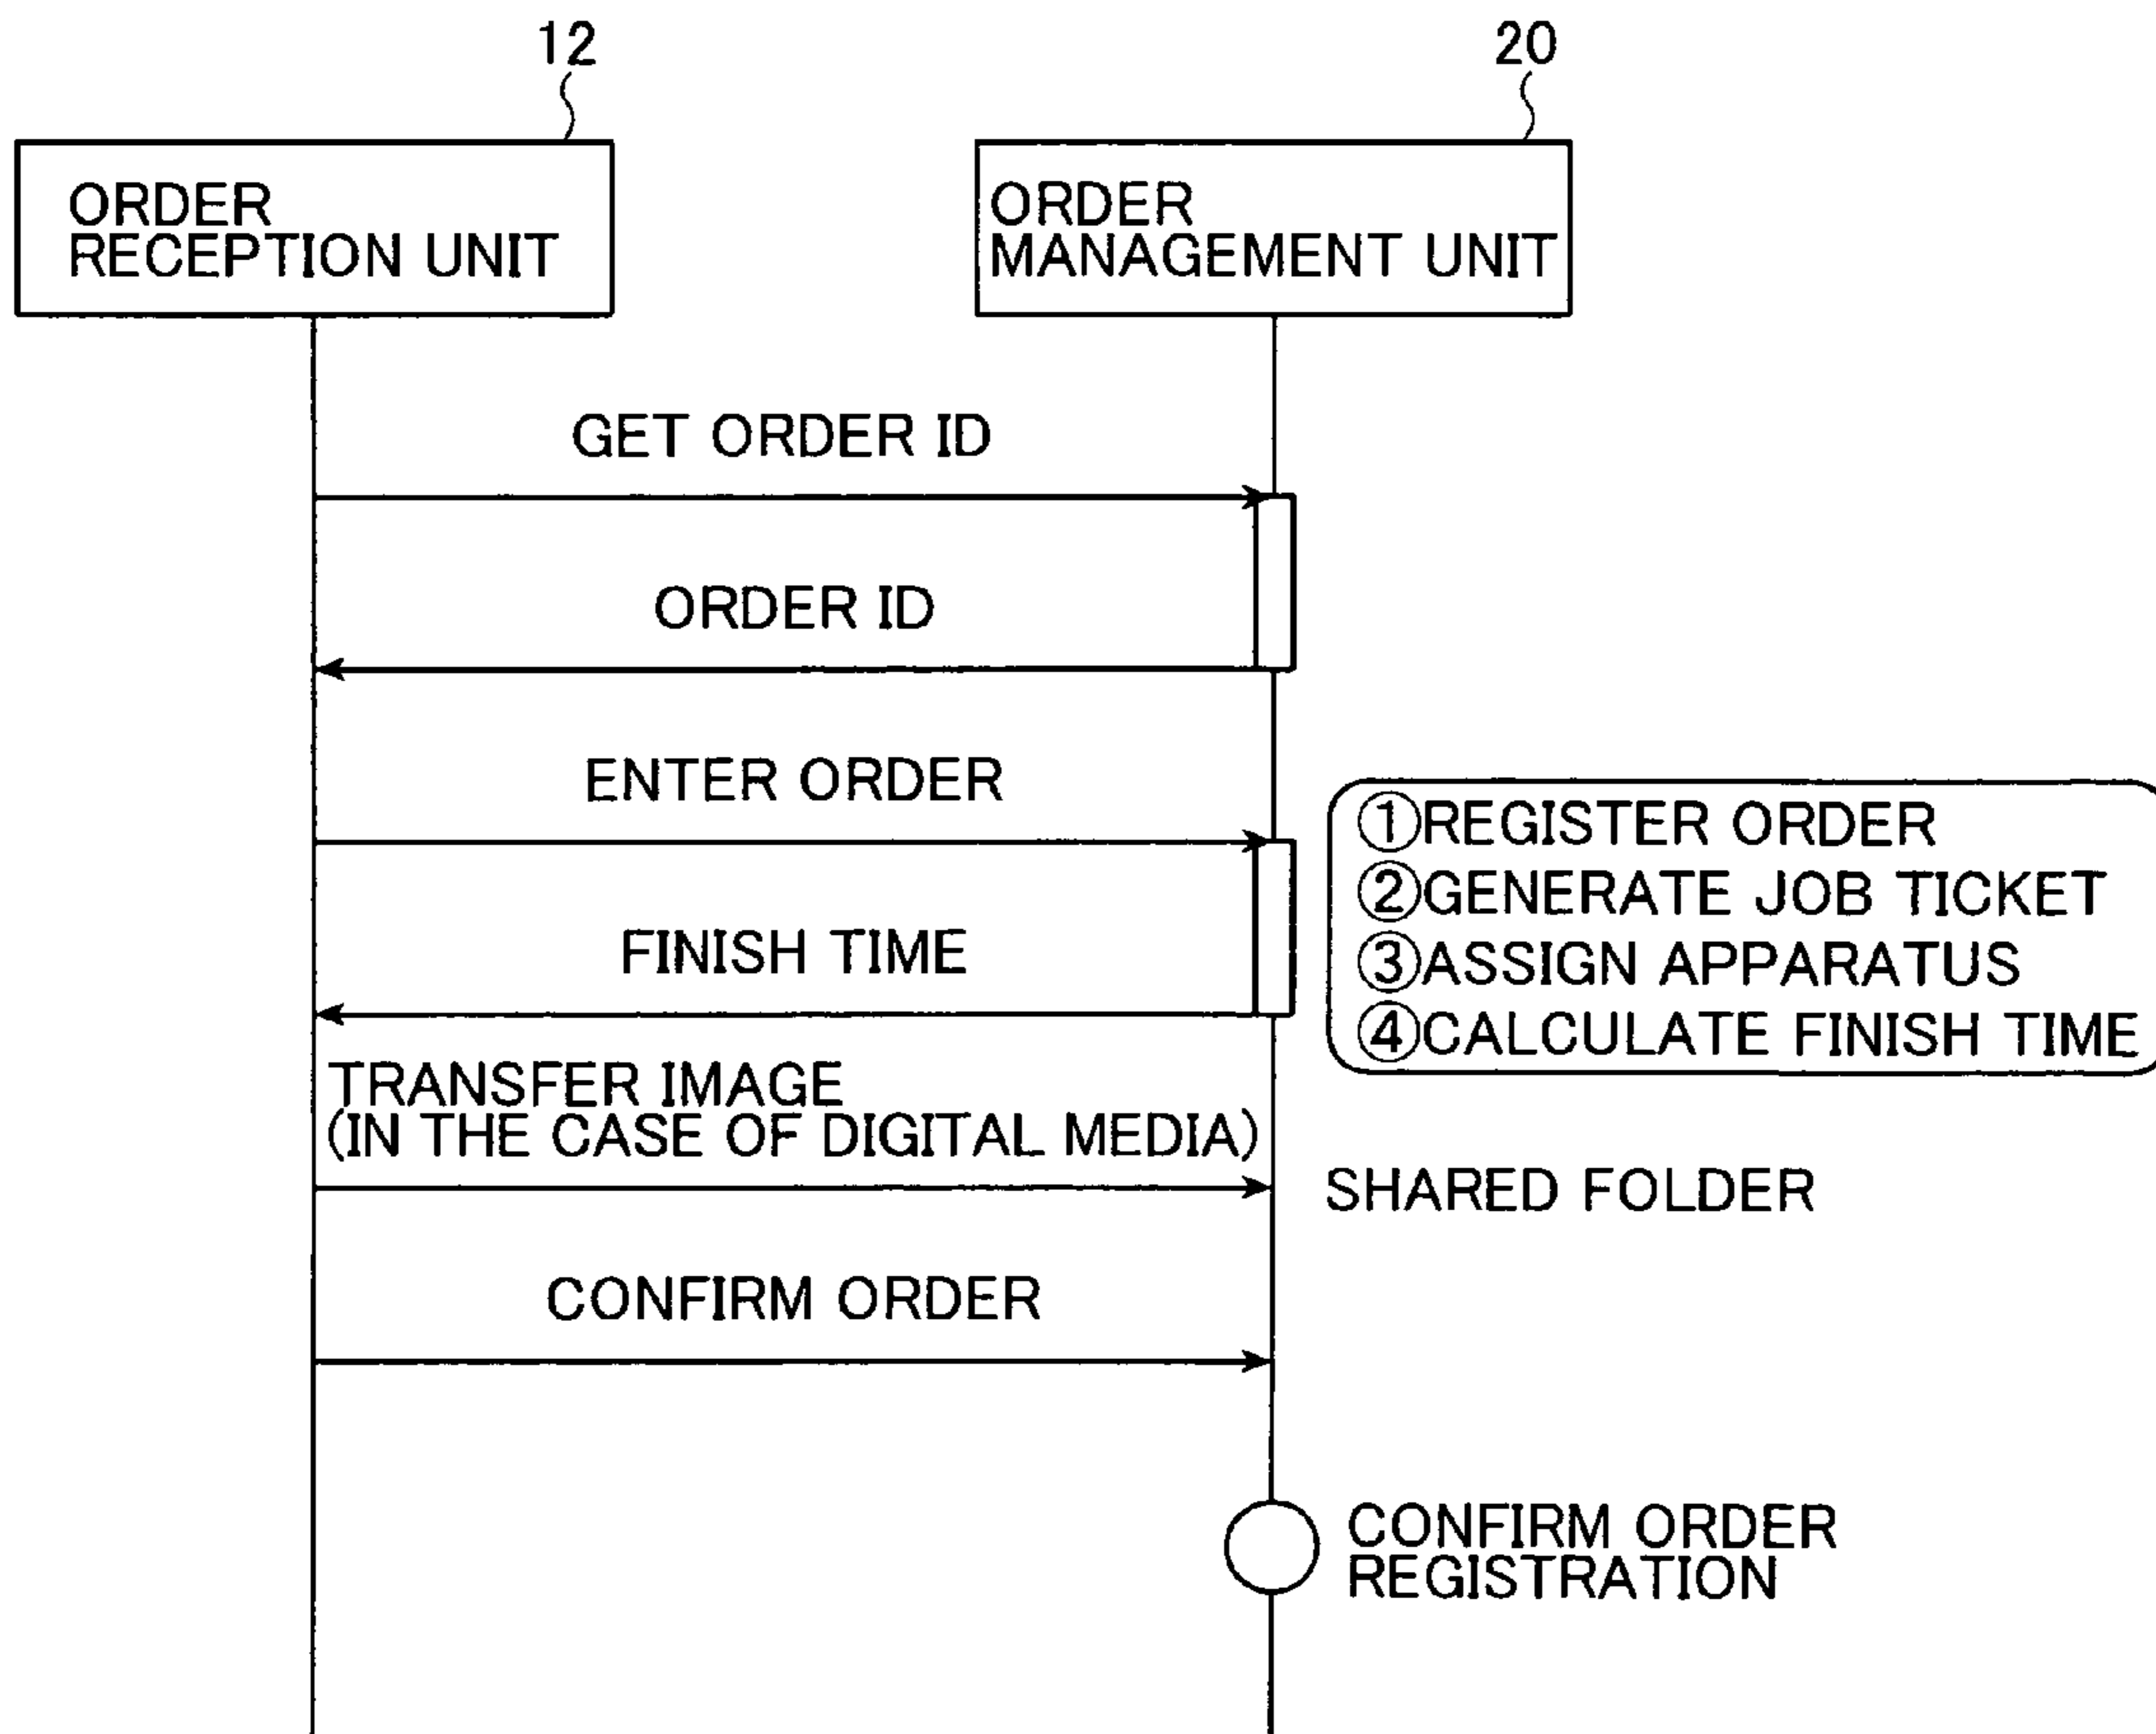 12
20
ORDER
RECEPTION UNIT
ORDER
MANAGEMENT UNIT
GET ORDER ID
ORDER ID
ENTER ORDER
①REGISTER ORDER
②GENERATE JOB TICKET
③ASSIGN APPARATUS
④CALCULATE FINISH TIME
FINISH TIME
TRANSFER IMAGE
(IN THE CASE OF DIGITAL MEDIA)
SHARED FOLDER
CONFIRM ORDER
CONFIRM ORDER
REGISTRATION